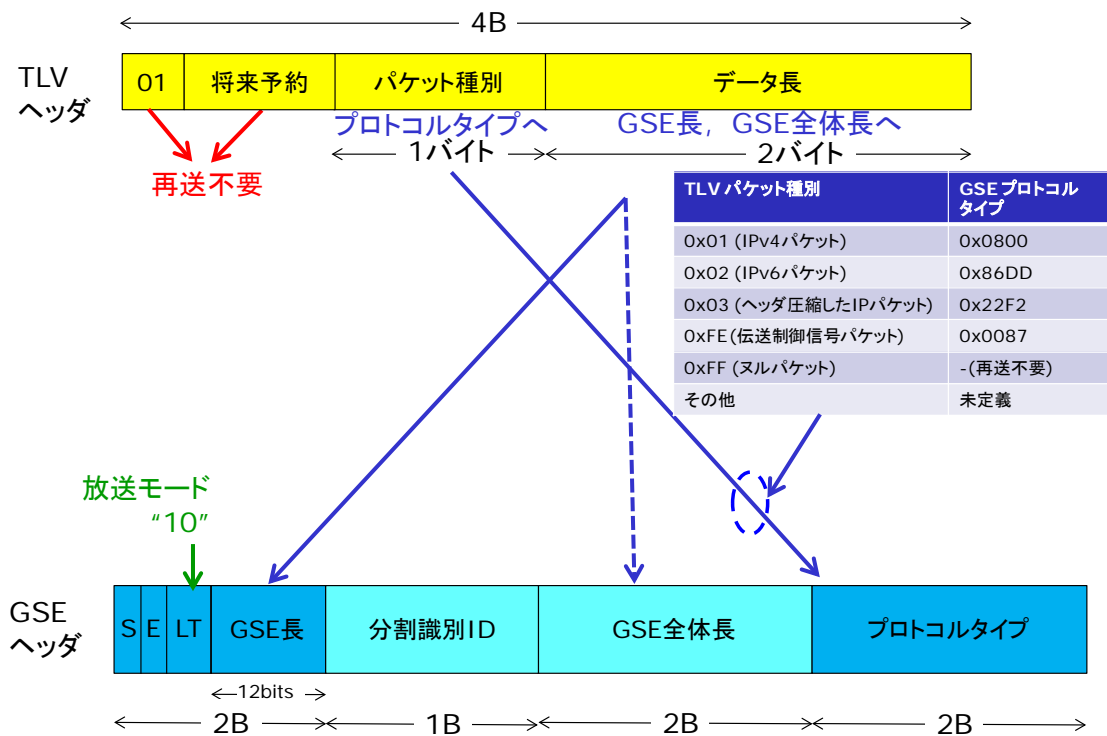 4B
TLV
ヘッダ
01
将来予約
パケット種別
データ長
プロトコルタイプへ
GSE長, GSE全体長へ
1バイト
2バイト
再送不要
TLV パケット種別
GSE プロトコル
タイプ
0x01 (IPv4パケット)
0x0800
0x02 (IPv6パケット)
0x86DD
0x03 (ヘッダ圧縮したIPパケット)
0x22F2
0xFE(伝送制御信号パケット)
0x0087
0xFF (ヌルパケット)
-(再送不要)
その他
未定義
放送モード
“10”
GSE
ヘッダ
S
E
LT
GSE長
分割識別ID
GSE全体長
プロトコルタイプ
12bits
2B
1B
2B
2B